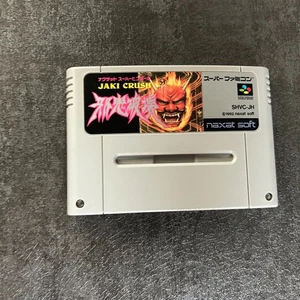 ナグザット スーパーピンボール
JAKI CRUSH
邪鬼破壊
スーパーファミコン
SHVC-JH
©1992 naxat soft
naxat soft